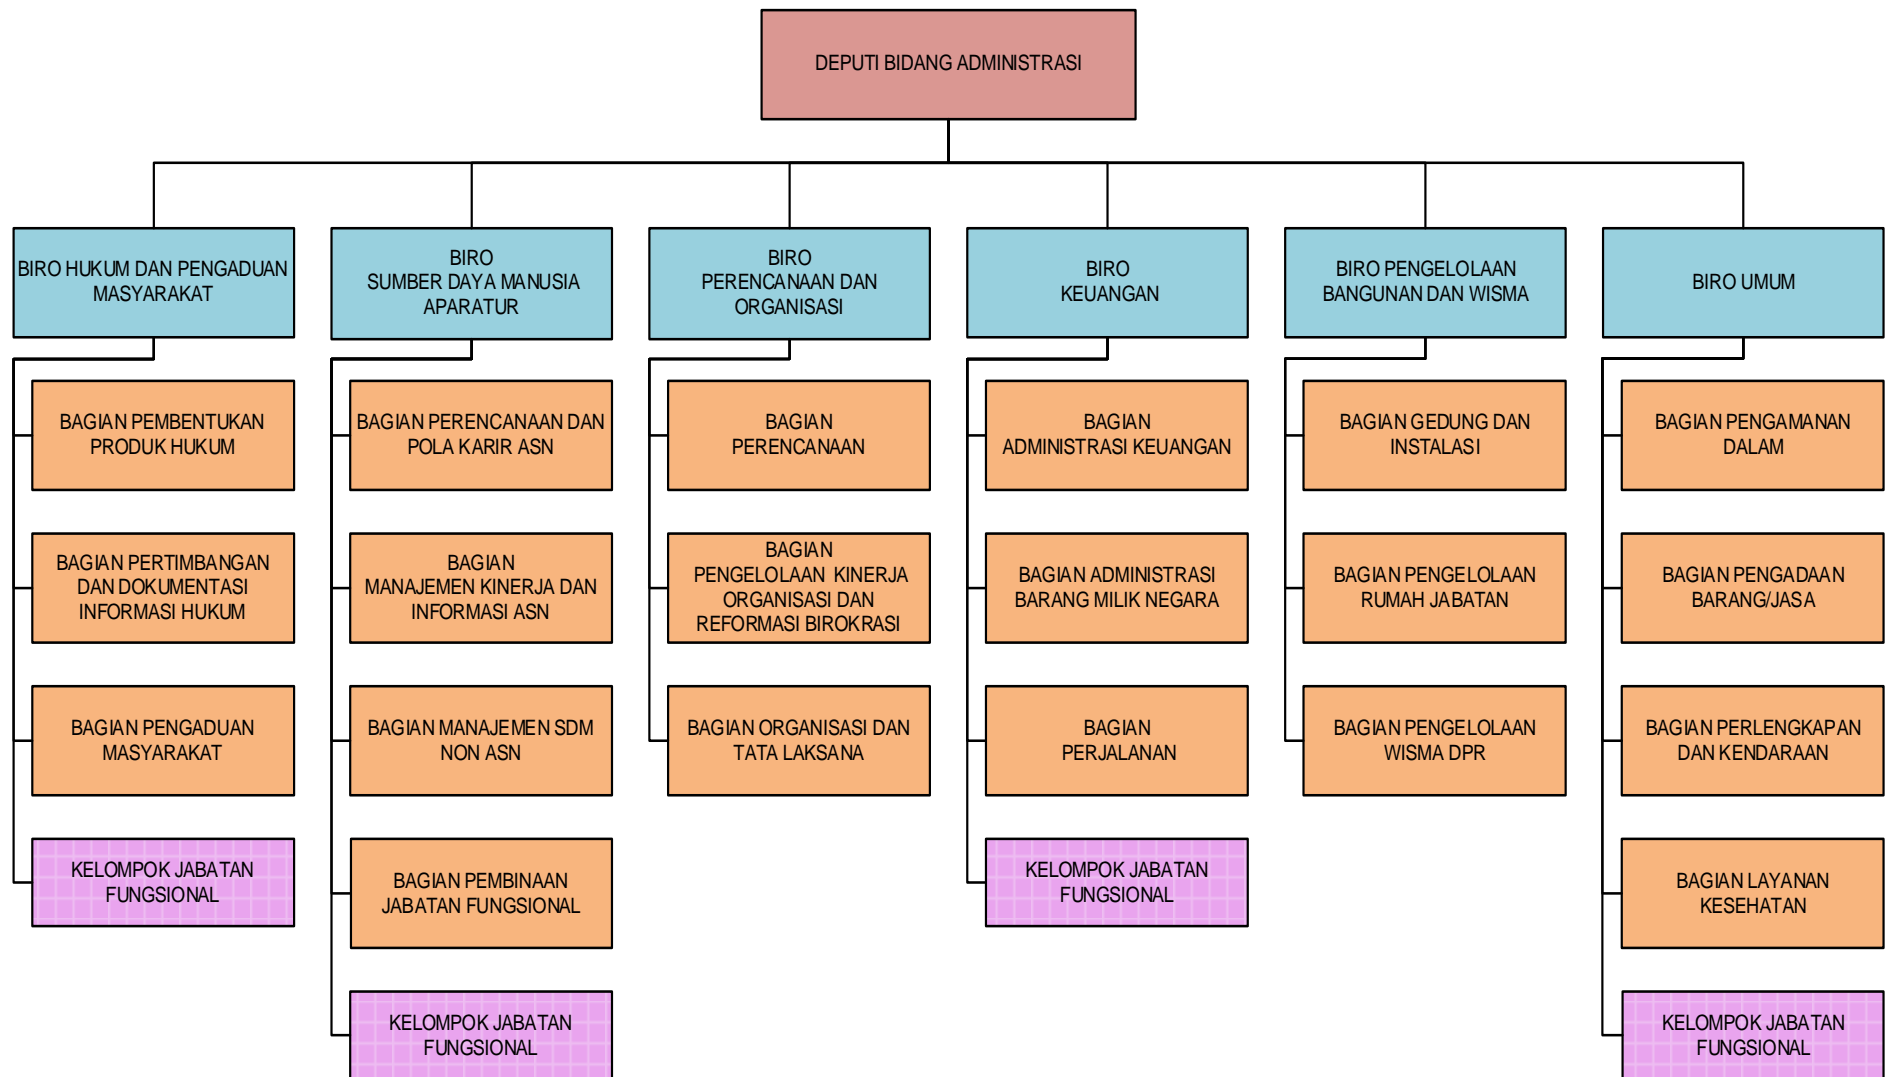 DEPUTI BIDANG ADMINISTRASI
BIRO HUKUM DAN PENGADUAN
MASYARAKAT
BIRO
SUMBER DAYA MANUSIA
APARATUR
BIRO
PERENCANAAN DAN
ORGANISASI
BIRO
KEUANGAN
BIRO PENGELOLAAN
BANGUNAN DAN WISMA
BIRO UMUM
BAGIAN PEMBENTUKAN
PRODUK HUKUM
BAGIAN PERENCANAAN DAN
POLA KARIR ASN
BAGIAN
PERENCANAAN
BAGIAN
ADMINISTRASI KEUANGAN
BAGIAN GEDUNG DAN
INSTALASI
BAGIAN PENGAMANAN
DALAM
BAGIAN PERTIMBANGAN
DAN DOKUMENTASI
INFORMASI HUKUM
BAGIAN
MANAJEMEN KINERJA DAN
INFORMASI ASN
BAGIAN
PENGELOLAAN KINERJA
ORGANISASI DAN
REFORMASI BIROKRASI
BAGIAN ADMINISTRASI
BARANG MILIK NEGARA
BAGIAN PENGELOLAAN
RUMAH JABATAN
BAGIAN PENGADAAN
BARANG/JASA
BAGIAN PENGADUAN
MASYARAKAT
BAGIAN MANAJEMEN SDM
NON ASN
BAGIAN ORGANISASI DAN
TATA LAKSANA
BAGIAN
PERJALANAN
BAGIAN PENGELOLAAN
WISMA DPR
BAGIAN PERLENGKAPAN
DAN KENDARAAN
KELOMPOK JABATAN
FUNGSIONAL
BAGIAN PEMBINAAN
JABATAN FUNGSIONAL
KELOMPOK JABATAN
FUNGSIONAL
BAGIAN LAYANAN
KESEHATAN
KELOMPOK JABATAN
FUNGSIONAL
KELOMPOK JABATAN
FUNGSIONAL